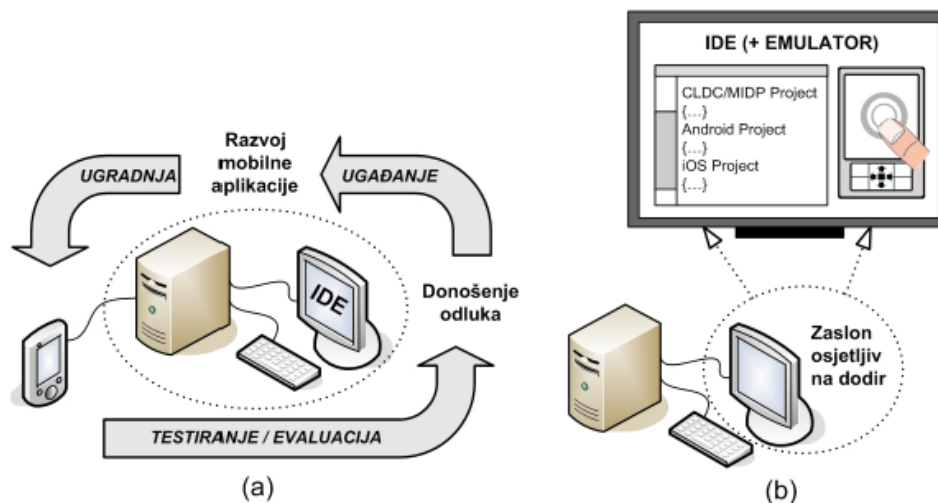 Razvoj
mobilne
aplikacije
UGRADNJA
UGAĐANJE
IDE
Donošenje
odluka
TESTIRANJE / EVALUACIJA
(a)
IDE (+ EMULATOR)
CLDC/MIDP Project
{...}
Android Project
{...}
iOS Project
{...}
Zaslon
osjetljiv
na dodir
(b)